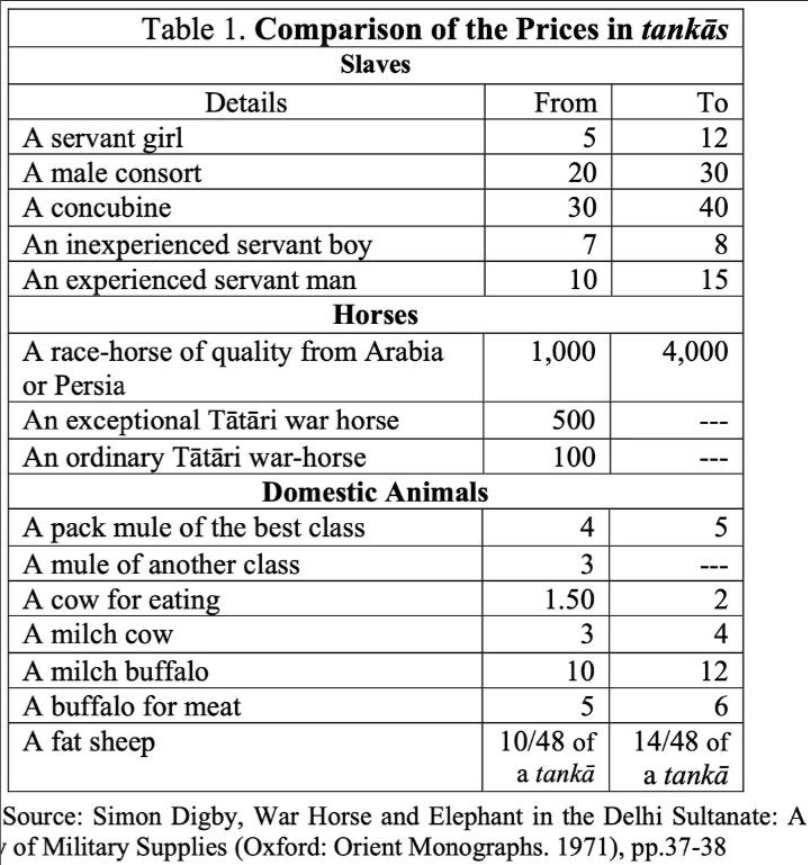 Table 1. Comparison of the Prices in tankās
Slaves
Details From To
A servant girl 5 12
A male consort 20 30
A concubine 30 40
An inexperienced servant boy 7 8
An experienced servant man 10 15
Horses
A race-horse of quality from Arabia 1,000 4,000
or Persia
An exceptional Tātāri war horse 500 ---
An ordinary Tātāri war-horse 100 ---
Domestic Animals
A pack mule of the best class 4 5
A mule of another class 3 ---
A cow for eating 1.50 2
A milch cow 3 4
A milch buffalo 10 12
A buffalo for meat 5 6
A fat sheep 10/48 of 14/48 of
a tankā a tankā
Source: Simon Digby, War Horse and Elephant in the Delhi Sultanate: A
of Military Supplies (Oxford: Orient Monographs. 1971), pp.37-38